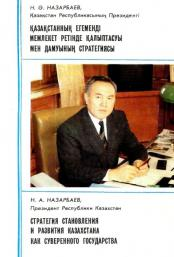 Н. Ә. НАЗАРБАЕВ,
Қазақстан Республикасының Президенті
ҚАЗАҚСТАННЫҢ ЕГЕМЕНДІ
МЕМЛЕКЕТ РЕТІНДЕ ҚАЛЫПТАСУЫ
МЕН ДАМУЫНЫҢ СТРАТЕГИЯСЫ
Н. А. НАЗАРБАЕВ,
Президент Республики Казахстан
СТРАТЕГИЯ СТАНОВЛЕНИЯ
И РАЗВИТИЯ КАЗАХСТАНА
КАК СУВЕРЕННОГО ГОСУДАРСТВА